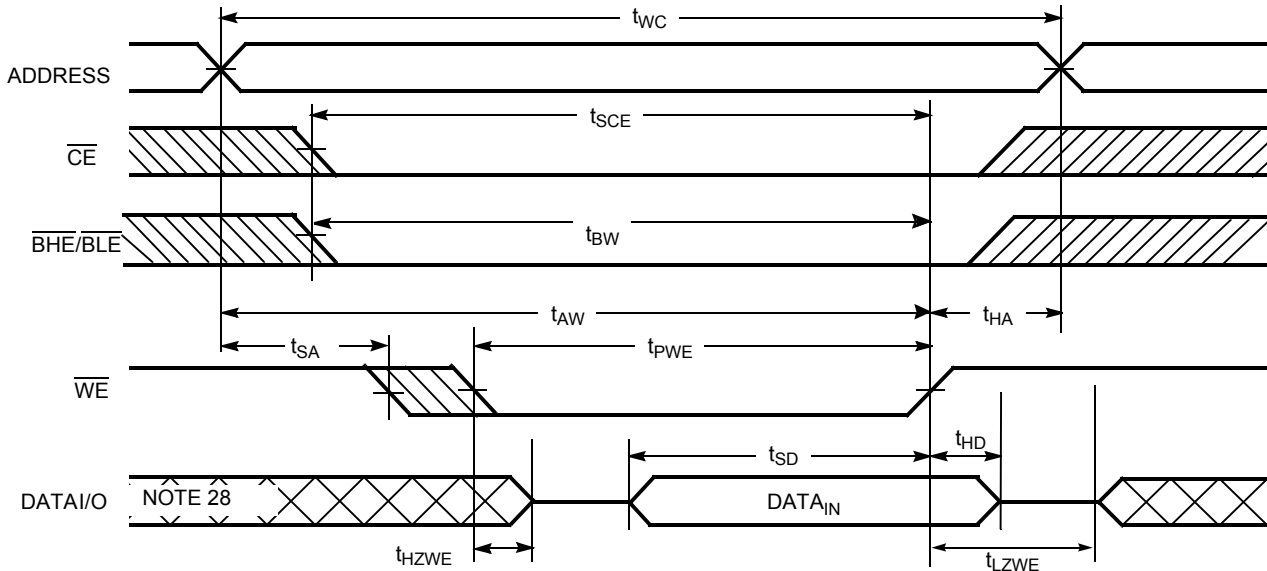 tWC
ADDRESS
tSCE
CE
tBW
BHE/BLE
tAW
tHA
tSA
tPWE
WE
tSD
tHD
DATAI/O
NOTE 28
DATAIN
tHZWE
tLZWE